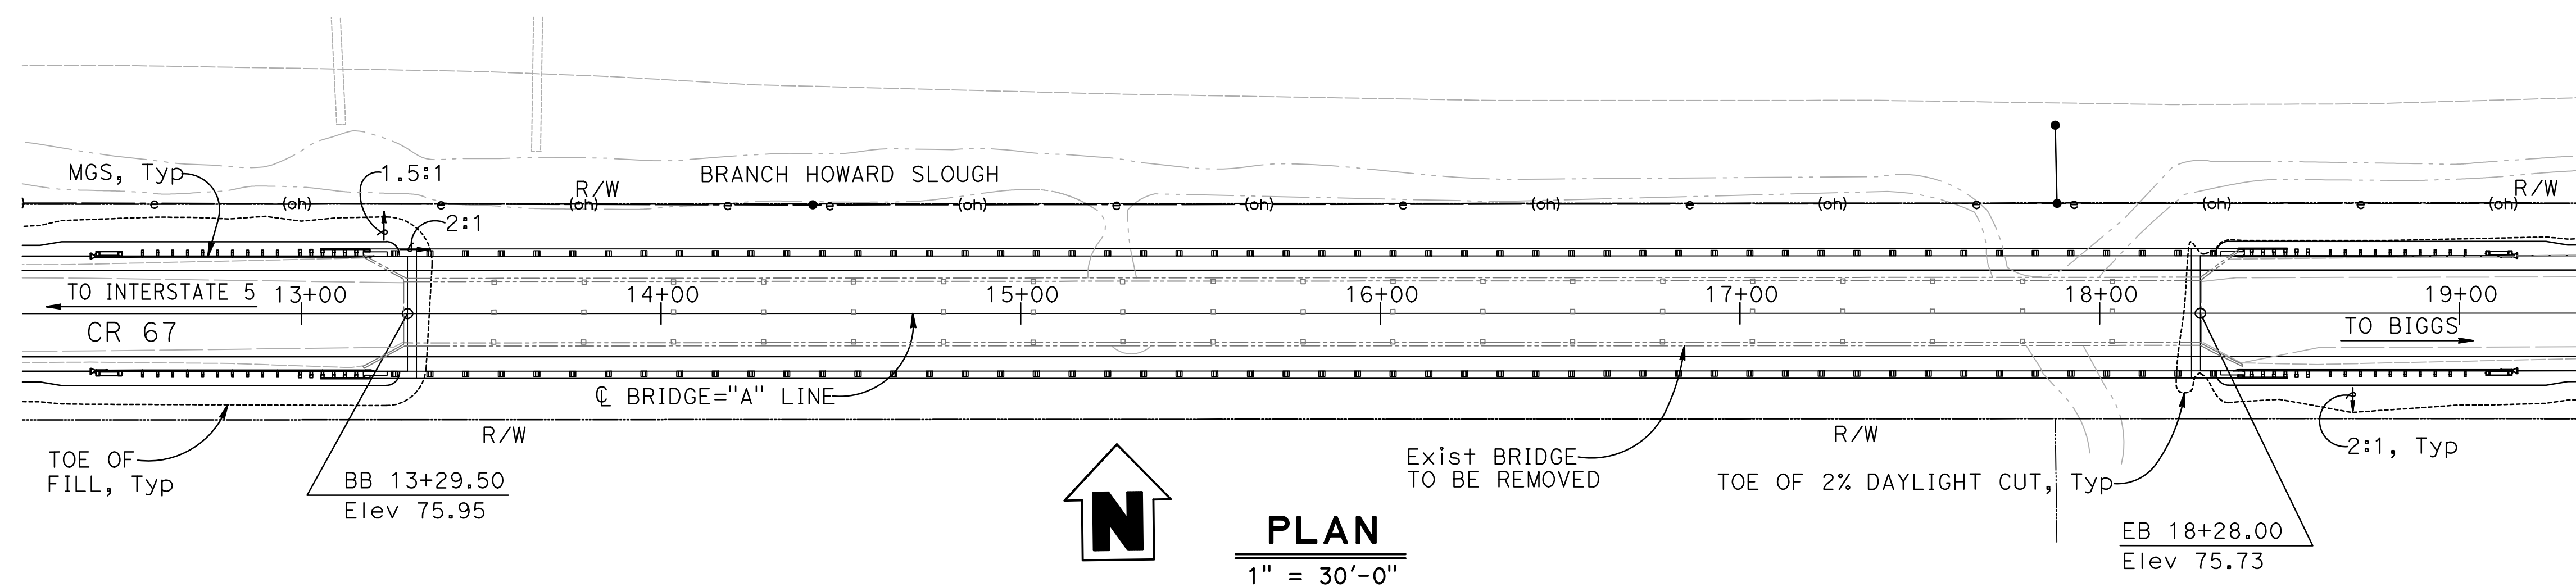 MGS, Typ
1.5:1
R/W
BRANCH HOWARD SLOUGH
R/W
e (oh) e (oh) e e (oh) e (oh) e (oh) e (oh) e e (oh) e (oh)
2:1
TO INTERSTATE 5
13+00
14+00
15+00
16+00
17+00
18+00
19+00
CR 67
TO BIGGS
℄ BRIDGE="A" LINE
R/W
R/W
TOE OF
FILL, Typ
Exist BRIDGE
TO BE REMOVED
2:1, Typ
BB 13+29.50
Elev 75.95
TOE OF 2% DAYLIGHT CUT, Typ
N
PLAN
1" = 30'-0"
EB 18+28.00
Elev 75.73